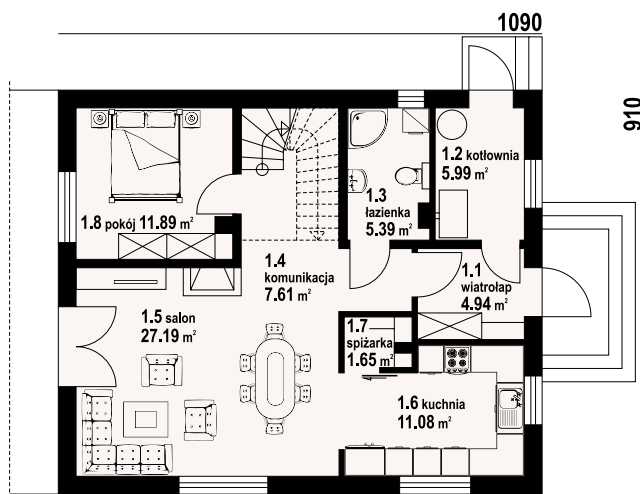 1090
910
1.2 kotłownia
5.99 m²
1.3
łazienka
5.39 m²
1.8 pokój 11.89 m²
1.4
komunikacja
7.61 m²
1.1
wiatrołap
4.94 m²
1.5 salon
27.19 m²
1.7
spiżarka
1.65 m²
1.6 kuchnia
11.08 m²